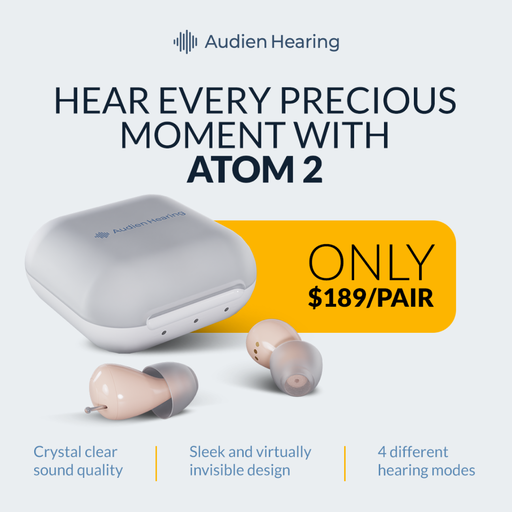 Audien Hearing
HEAR EVERY PRECIOUS
MOMENT WITH
ATOM 2
Audien Hearing
ONLY
$189/PAIR
Crystal clear
sound quality
Sleek and virtually
invisible design
4 different
hearing modes